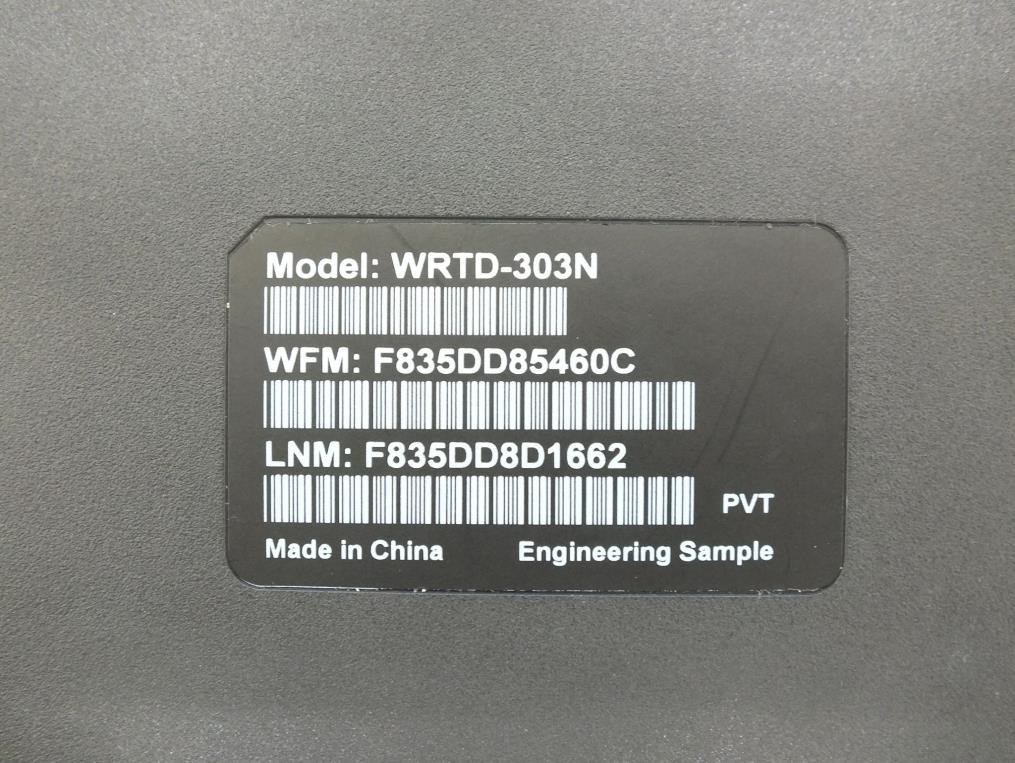 Model: WRTD-303N
WFM: F835DD85460C
LNM: F835DD8D1662
PVT
Made in China Engineering Sample